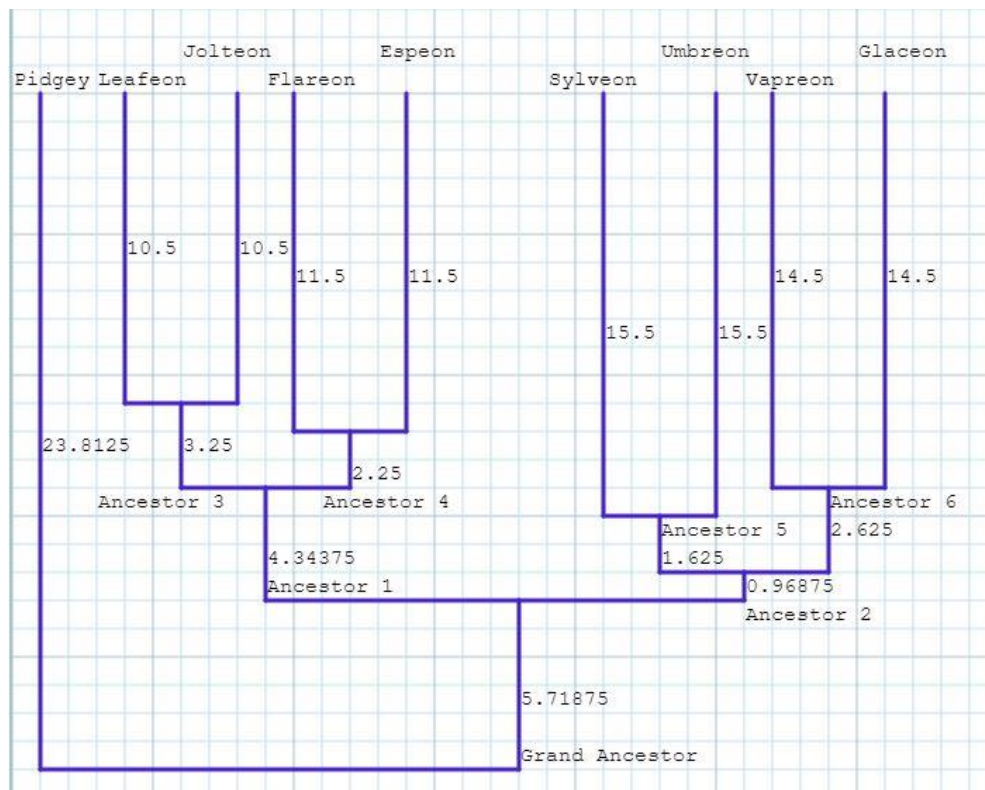 Jolteon Espeon Umbreon Glaceon
Pidgey Leafeon Flareon Sylveon Vapreon
10.5 10.5
11.5 11.5 14.5 14.5
15.5 15.5
23.8125 3.25
2.25
Ancestor 3 Ancestor 4 Ancestor 6
Ancestor 5 2.625
4.34375 1.625
Ancestor 1 0.96875
Ancestor 2
5.71875
Grand Ancestor